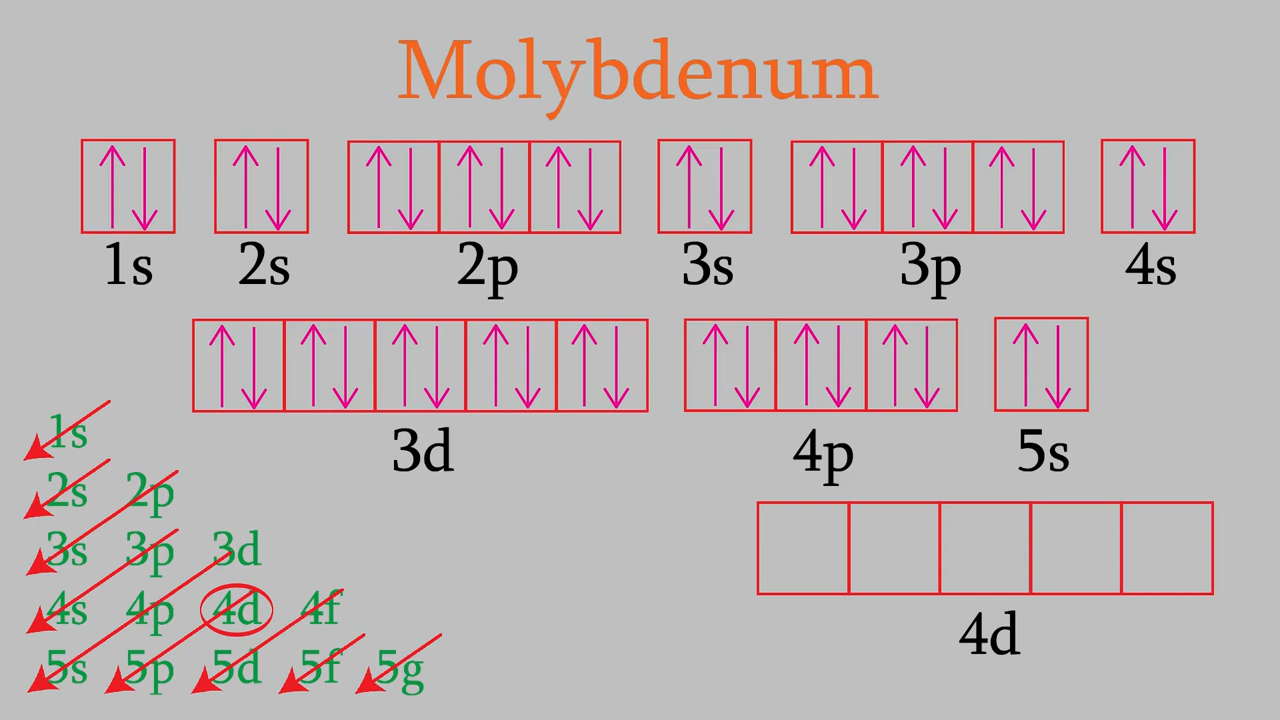 Molybdenum
1s 2s 2p 3s 3p 4s
3d 4p 5s
4d
1s
2s 2p
3s 3p 3d
4s 4p 4d 4f
5s 5p 5d 5f 5g